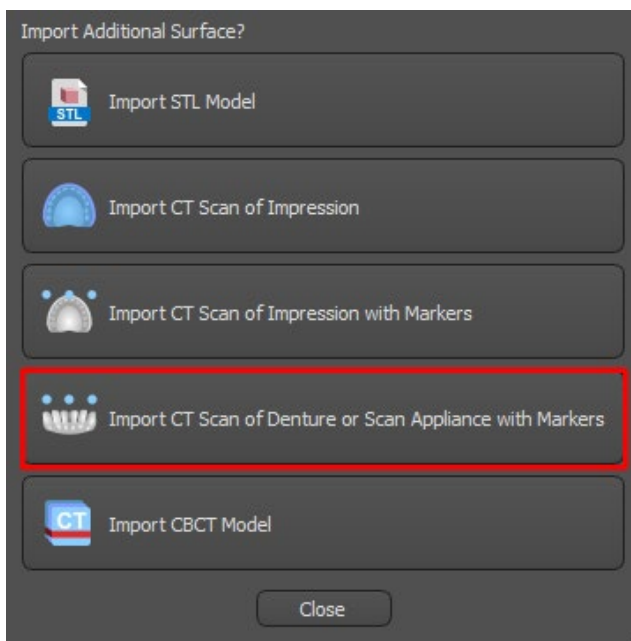 Import Additional Surface?
STL
Import STL Model
Import CT Scan of Impression
Import CT Scan of Impression with Markers
Import CT Scan of Denture or Scan Appliance with Markers
CT
Import CBCT Model
Close